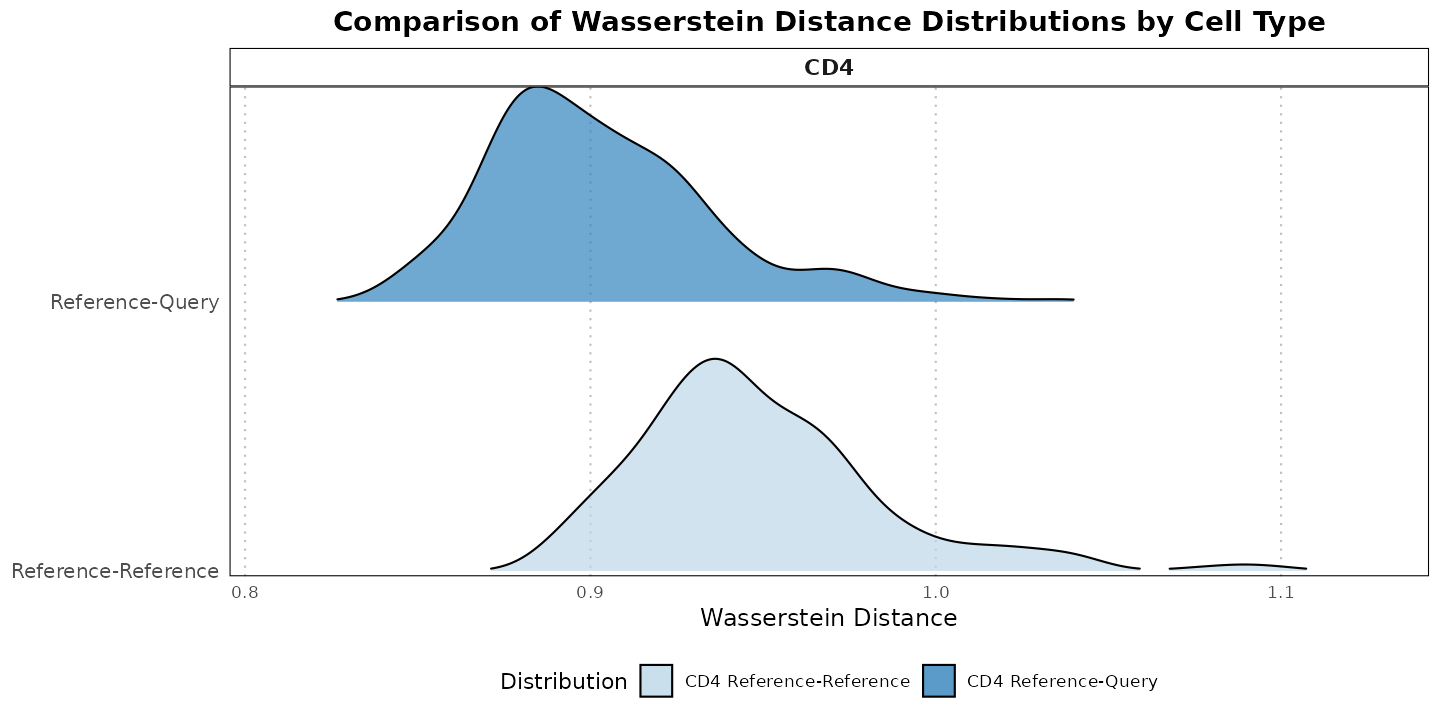 Comparison of Wasserstein Distance Distributions by Cell Type
CD4
Reference-Query
Reference-Reference
0.8 0.9 1.0 1.1
Wasserstein Distance
Distribution CD4 Reference-Reference CD4 Reference-Query